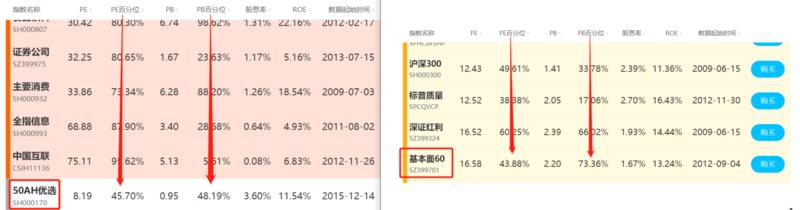 指数名称 PE PE百分位 PB PB百分位 股息率 ROE 数据起始时间
SH000807 30.42 80.30% 6.74 98.62% 1.31% 22.16% 2012-02-17
证券公司
SZ399975 32.25 80.65% 1.67 23.63% 1.17% 5.16% 2013-07-15
主要消费
SH000932 33.86 73.34% 6.28 88.20% 1.26% 18.54% 2009-07-03
全指信息
SH000993 68.88 87.90% 3.40 28.68% 0.64% 4.93% 2011-08-02
中国互联
CSIH11136 75.11 5.13 0.08% 6.83% 2012-11-26
50AH优选
SH000170 8.19 45.70% 0.95 48.19% 3.60% 11.54% 2015-12-14
指数名称 PE PE百分位 PB PB百分位 股息率 ROE 数据起始时间
沪深300
SH000300 12.43 49.61% 1.41 33.78% 2.39% 11.36% 2009-06-15 购买
标普质量
SPCQVCP 12.52 38.38% 2.05 17.06% 2.70% 16.43% 2012-11-30 购买
深证红利
SZ399324 16.52 60.25% 2.39 66.02% 1.93% 14.44% 2009-06-15 购买
基本面60
SZ399701 16.58 43.88% 2.20 73.36% 1.67% 13.24% 2012-09-04 购买